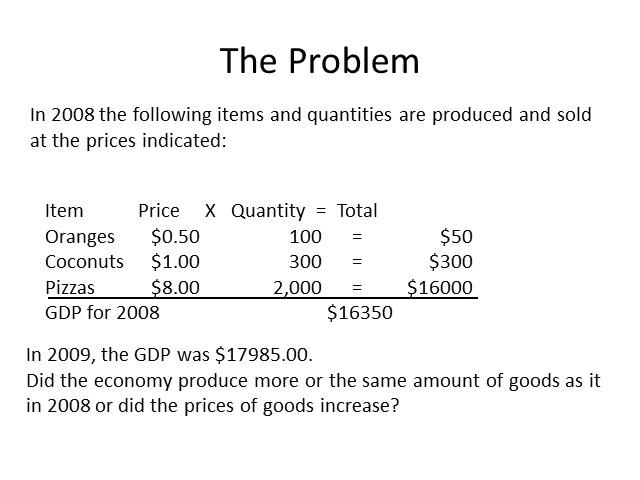 The Problem
In 2008 the following items and quantities are produced and sold
at the prices indicated:
Item Price X Quantity = Total
Oranges $0.50 100 = $50
Coconuts $1.00 300 = $300
Pizzas $8.00 2,000 = $16000
GDP for 2008 $16350
In 2009, the GDP was $17985.00.
Did the economy produce more or the same amount of goods as it
in 2008 or did the prices of goods increase?